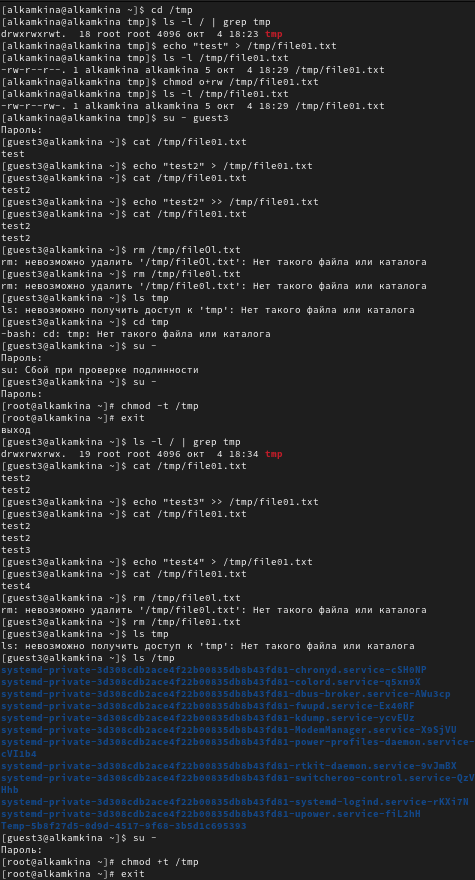 [alkamkina@alkamkina ~]$ cd /tmp
[alkamkina@alkamkina tmp]$ ls -l / | grep tmp
drwxrwxrwt.  18 root root 4096 окт  4 18:23 tmp
[alkamkina@alkamkina tmp]$ echo "test" > /tmp/file01.txt
[alkamkina@alkamkina tmp]$ ls -l /tmp/file01.txt
-rw-r--r--. 1 alkamkina alkamkina 5 окт  4 18:29 /tmp/file01.txt
[alkamkina@alkamkina tmp]$ chmod o+rw /tmp/file01.txt
[alkamkina@alkamkina tmp]$ ls -l /tmp/file01.txt
-rw-r--rw-. 1 alkamkina alkamkina 5 окт  4 18:29 /tmp/file01.txt
[alkamkina@alkamkina tmp]$ su - guest3
Пароль:
[guest3@alkamkina ~]$ cat /tmp/file01.txt
test
[guest3@alkamkina ~]$ echo "test2" > /tmp/file01.txt
[guest3@alkamkina ~]$ cat /tmp/file01.txt
test2
[guest3@alkamkina ~]$ echo "test2" >> /tmp/file01.txt
[guest3@alkamkina ~]$ cat /tmp/file01.txt
test2
test2
[guest3@alkamkina ~]$ rm /tmp/fileOl.txt
rm: невозможно удалить '/tmp/fileOl.txt': Нет такого файла или каталога
[guest3@alkamkina ~]$ rm /tmp/file0l.txt
rm: невозможно удалить '/tmp/file0l.txt': Нет такого файла или каталога
[guest3@alkamkina ~]$ ls tmp
ls: невозможно получить доступ к 'tmp': Нет такого файла или каталога
[guest3@alkamkina ~]$ cd tmp
-bash: cd: tmp: Нет такого файла или каталога
[guest3@alkamkina ~]$ su -
Пароль:
su: Сбой при проверке подлинности
[guest3@alkamkina ~]$ su -
Пароль:
[root@alkamkina ~]# chmod -t /tmp
[root@alkamkina ~]# exit
выход
[guest3@alkamkina ~]$ ls -l / | grep tmp
drwxrwxrwx.  19 root root 4096 окт  4 18:34 tmp
[guest3@alkamkina ~]$ cat /tmp/file01.txt
test2
test2
[guest3@alkamkina ~]$ echo "test3" >> /tmp/file01.txt
[guest3@alkamkina ~]$ cat /tmp/file01.txt
test2
test2
test3
[guest3@alkamkina ~]$ echo "test4" > /tmp/file01.txt
[guest3@alkamkina ~]$ cat /tmp/file01.txt
test4
[guest3@alkamkina ~]$ rm /tmp/file0l.txt
rm: невозможно удалить '/tmp/file0l.txt': Нет такого файла или каталога
[guest3@alkamkina ~]$ rm /tmp/file01.txt
[guest3@alkamkina ~]$ ls tmp
ls: невозможно получить доступ к 'tmp': Нет такого файла или каталога
[guest3@alkamkina ~]$ ls /tmp
systemd-private-3d308cdb2ace4f22b00835db8b43fd81-chronyd.service-cSH0NP
systemd-private-3d308cdb2ace4f22b00835db8b43fd81-colord.service-q5xn9X
systemd-private-3d308cdb2ace4f22b00835db8b43fd81-dbus-broker.service-AWu3cp
systemd-private-3d308cdb2ace4f22b00835db8b43fd81-fwupd.service-Ex40RF
systemd-private-3d308cdb2ace4f22b00835db8b43fd81-kdump.service-ycvEUz
systemd-private-3d308cdb2ace4f22b00835db8b43fd81-ModemManager.service-X9SjVU
systemd-private-3d308cdb2ace4f22b00835db8b43fd81-power-profiles-daemon.service-
cVIzb4
systemd-private-3d308cdb2ace4f22b00835db8b43fd81-rtkit-daemon.service-9vJmBX
systemd-private-3d308cdb2ace4f22b00835db8b43fd81-switcheroo-control.service-QzV
Hhb
systemd-private-3d308cdb2ace4f22b00835db8b43fd81-systemd-logind.service-rKXi7N
systemd-private-3d308cdb2ace4f22b00835db8b43fd81-upower.service-fiL2hH
Temp-5b8f27d5-0d9d-4517-9f68-3b5d1c695393
[guest3@alkamkina ~]$ su -
Пароль:
[root@alkamkina ~]# chmod +t /tmp
[root@alkamkina ~]# exit